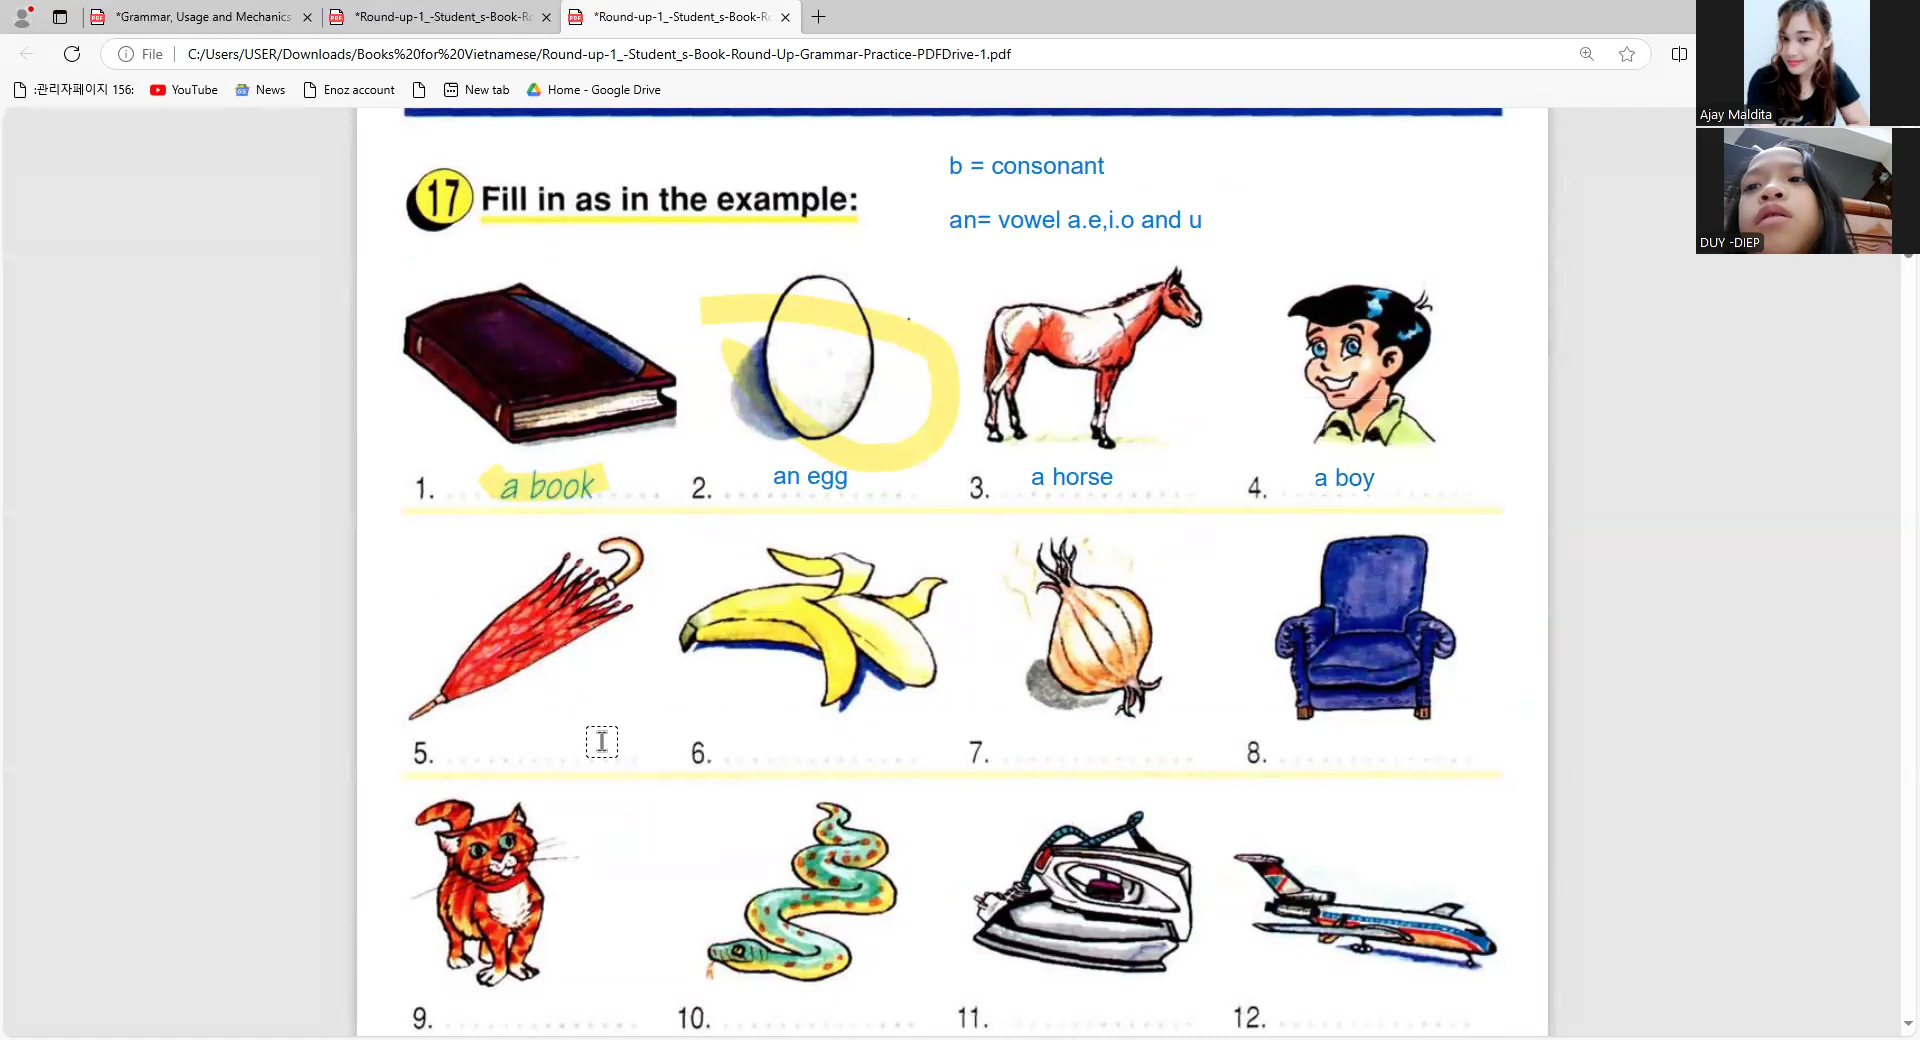 *Grammar, Usage and Mechanics
*Round-up-1_-Student_s-Book-R
*Round-up-1_-Student_s-Book-R
File
C:/Users/USER/Downloads/Books%20for%20Vietnamese/Round-up-1_-Student_s-Book-Round-Up-Grammar-Practice-PDFDrive-1.pdf
:관리자페이지 156:
YouTube
News
Enoz account
New tab
Home - Google Drive
Ajay Maldita
DUY -DIEP
b = consonant
17 Fill in as in the example:
an= vowel a.e,i.o and u
1. a book
2. an egg
3. a horse
4. a boy
5.
6.
7.
8.
9.
10.
11.
12.